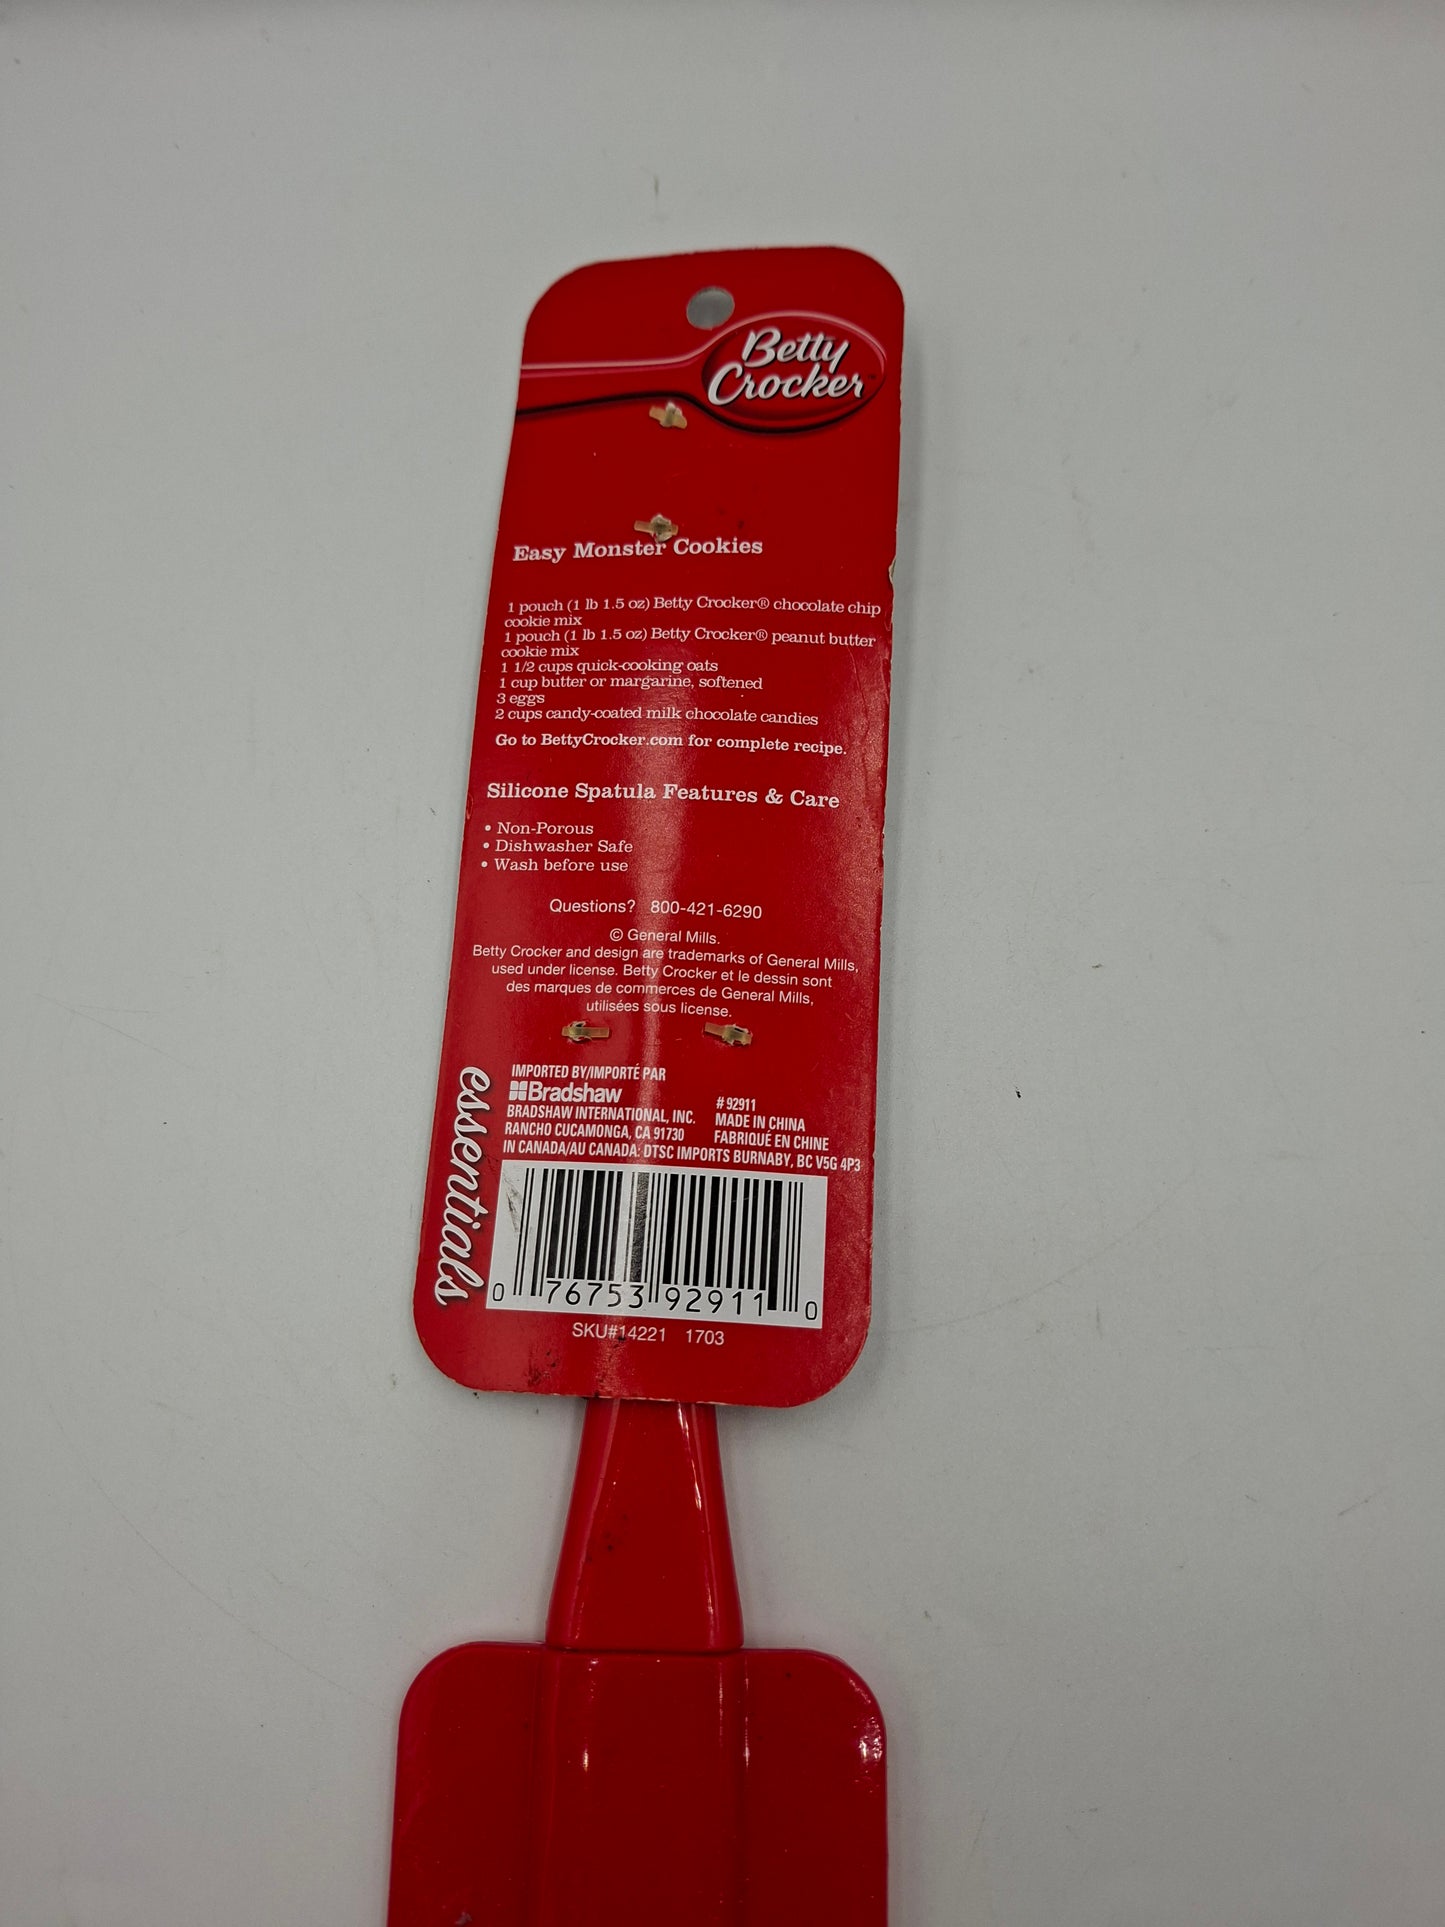 Betty
Crocker™
Easy Monster Cookies
1 pouch (1 lb 1.5 oz) Betty Crocker® chocolate chip
cookie mix
1 pouch (1 lb 1.5 oz) Betty Crocker® peanut butter
cookie mix
1 1/2 cups quick-cooking oats
1 cup butter or margarine, softened
3 eggs
2 cups candy-coated milk chocolate candies
Go to BettyCrocker.com for complete recipe.
Silicone Spatula Features & Care
• Non-Porous
• Dishwasher Safe
• Wash before use
Questions? 800-421-6290
© General Mills.
Betty Crocker and design are trademarks of General Mills,
used under license. Betty Crocker et le dessin sont
des marques de commerces de General Mills,
utilisées sous license.
essentials
IMPORTED BY/IMPORTÉ PAR
Bradshaw
BRADSHAW INTERNATIONAL, INC.
RANCHO CUCAMONGA, CA 91730
# 92911
MADE IN CHINA
FABRIQUÉ EN CHINE
IN CANADA/AU CANADA: DTSC IMPORTS BURNABY, BC V5G 4P3
0 76753 92911 0
SKU#14221 1703